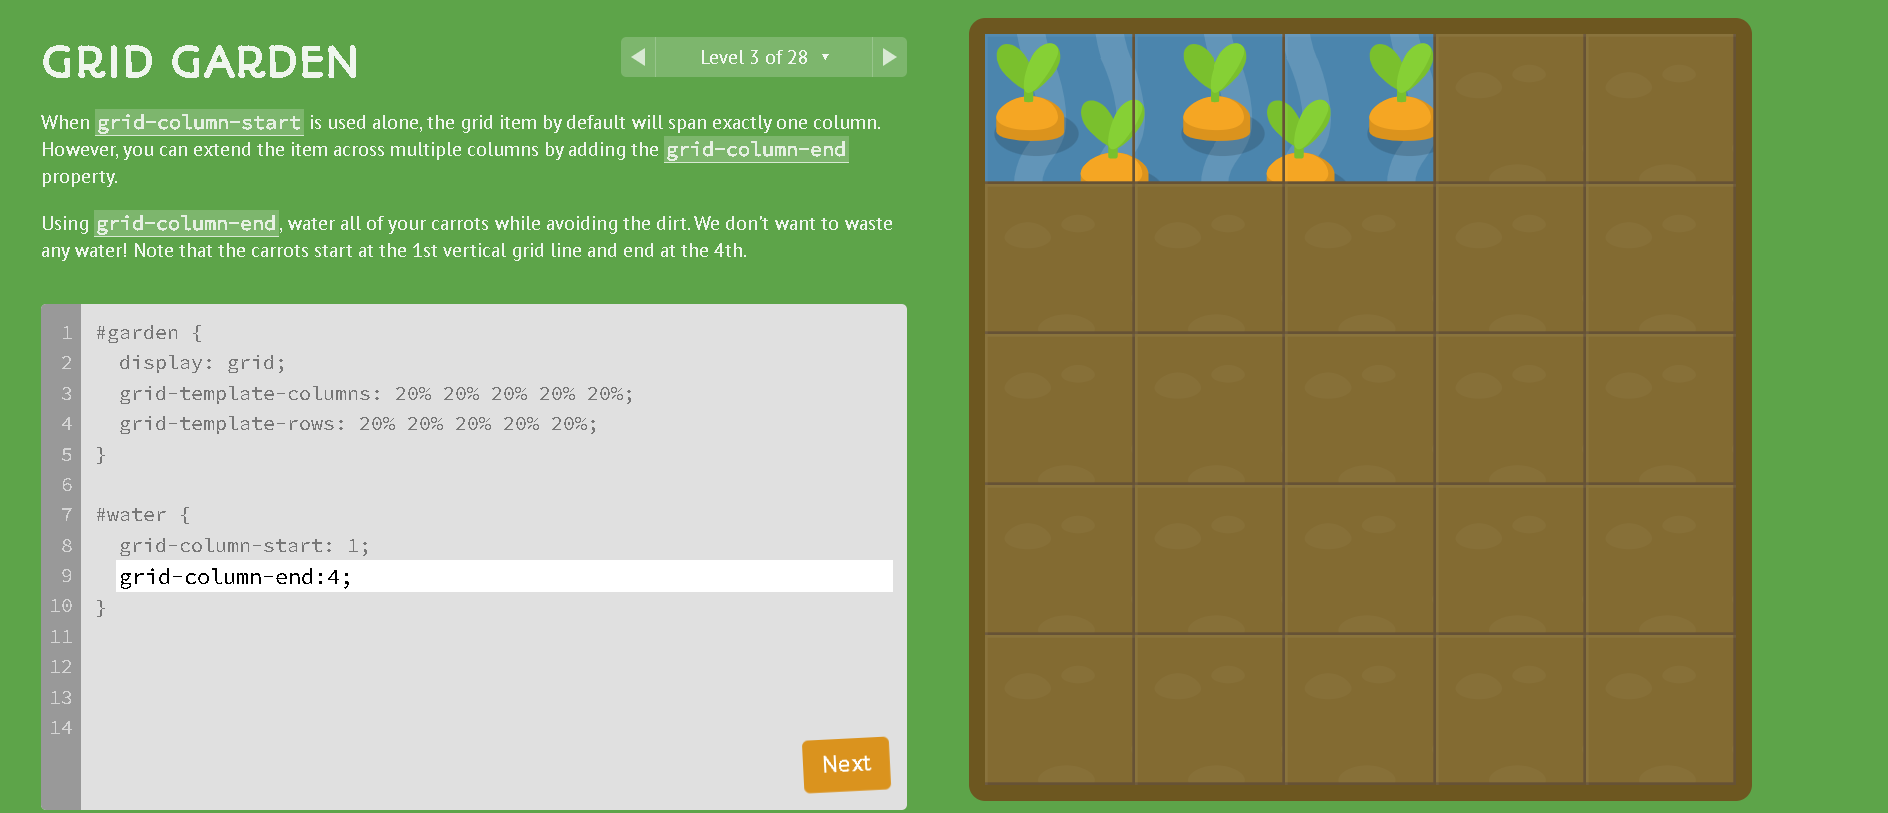 GRID GARDEN
Level 3 of 28 ▼
When grid-column-start is used alone, the grid item by default will span exactly one column.
However, you can extend the item across multiple columns by adding the grid-column-end
property.
Using grid-column-end, water all of your carrots while avoiding the dirt. We don't want to waste
any water! Note that the carrots start at the 1st vertical grid line and end at the 4th.
1 #garden {
2 display: grid;
3 grid-template-columns: 20% 20% 20% 20% 20%;
4 grid-template-rows: 20% 20% 20% 20% 20%;
5 }
6
7 #water {
8 grid-column-start: 1;
9 grid-column-end:4;
10 }
11
12
13
14
Next